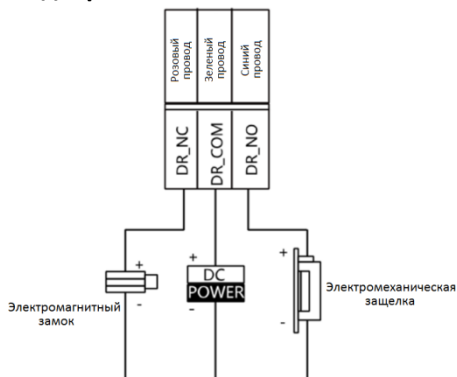 Розовый
провод
Зеленый
провод
Синий
провод
DR_NC
DR_COM
DR_NO
+
-
Электромагнитный
замок
+
DC
POWER
-
+
-
Электромеханическая
защелка